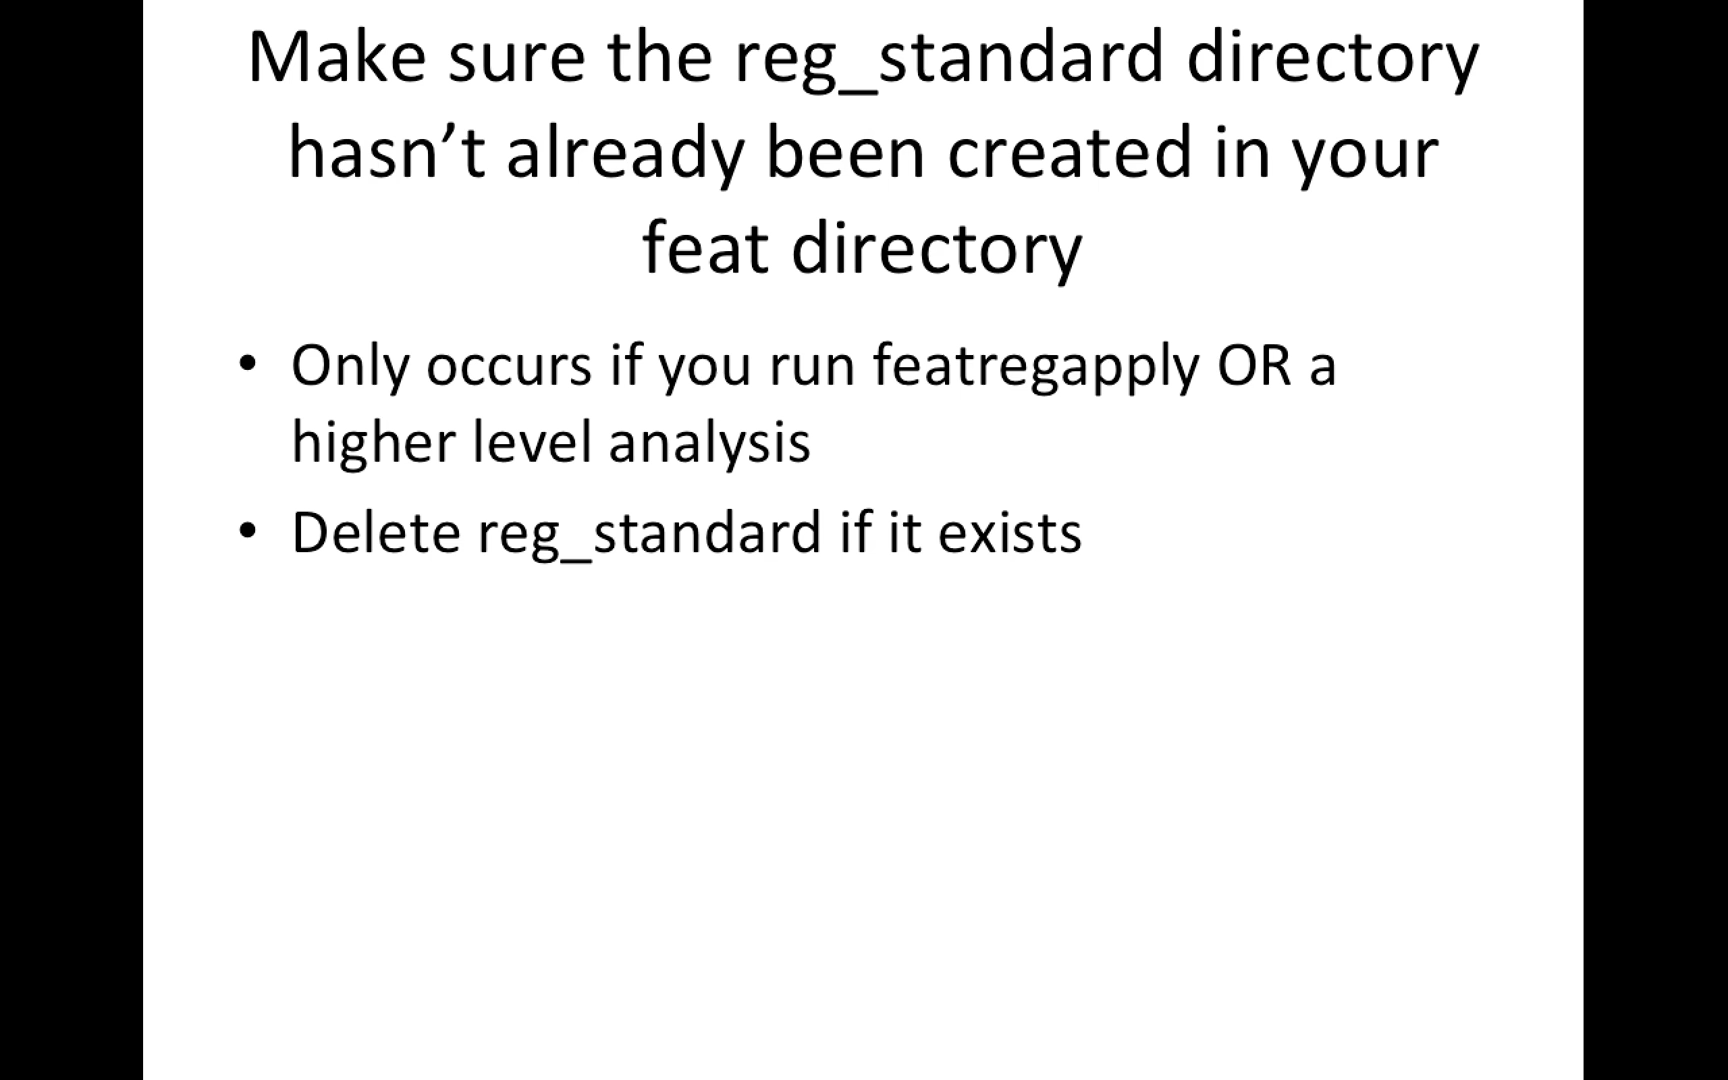 Make sure the reg_standard directory
hasn’t already been created in your
feat directory
• Only occurs if you run featregapply OR a
higher level analysis
• Delete reg_standard if it exists